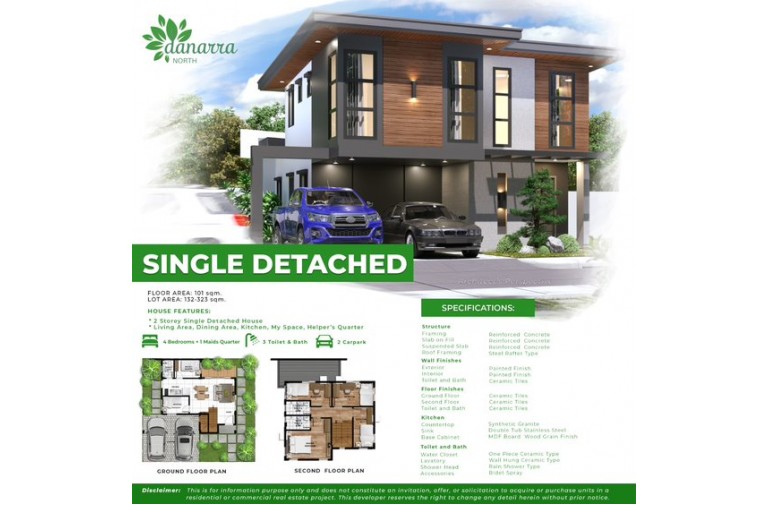 danarra
NORTH
SINGLE DETACHED
FLOOR AREA: 101 sqm.
LOT AREA: 132-323 sqm.
HOUSE FEATURES:
* 2 Storey Single Detached House
* Living Area, Dining Area, Kitchen, My Space, Helper's Quarter
4 Bedrooms + 1 Maids Quarter
3 Toilet & Bath
2 Carpark
GROUND FLOOR PLAN
SECOND FLOOR PLAN
SPECIFICATIONS:
Structure
Framing Reinforced Concrete
Slab on Fill Reinforced Concrete
Suspended Slab Reinforced Concrete
Roof Framing Steel Rafter Type
Wall Finishes
Exterior Painted Finish
Interior Painted Finish
Toilet and Bath Ceramic Tiles
Floor Finishes
Ground Floor Ceramic Tiles
Second Floor Ceramic Tiles
Toilet and Bath Ceramic Tiles
Kitchen
Countertop Synthetic Granite
Sink Double Tub Stainless Steel
Base Cabinet MDF Board, Wood Grain Finish
Toilet and Bath
Water Closet One Piece Ceramic Type
Lavatory Wall Hung Ceramic Type
Shower Head Rain Shower Type
Accessories Bidet Spray
Disclaimer: This is for information purpose only and does not constitute an invitation, offer, or solicitation to acquire or purchase units in a
residential or commercial real estate project. This developer reserves the right to change any detail herein without prior notice.